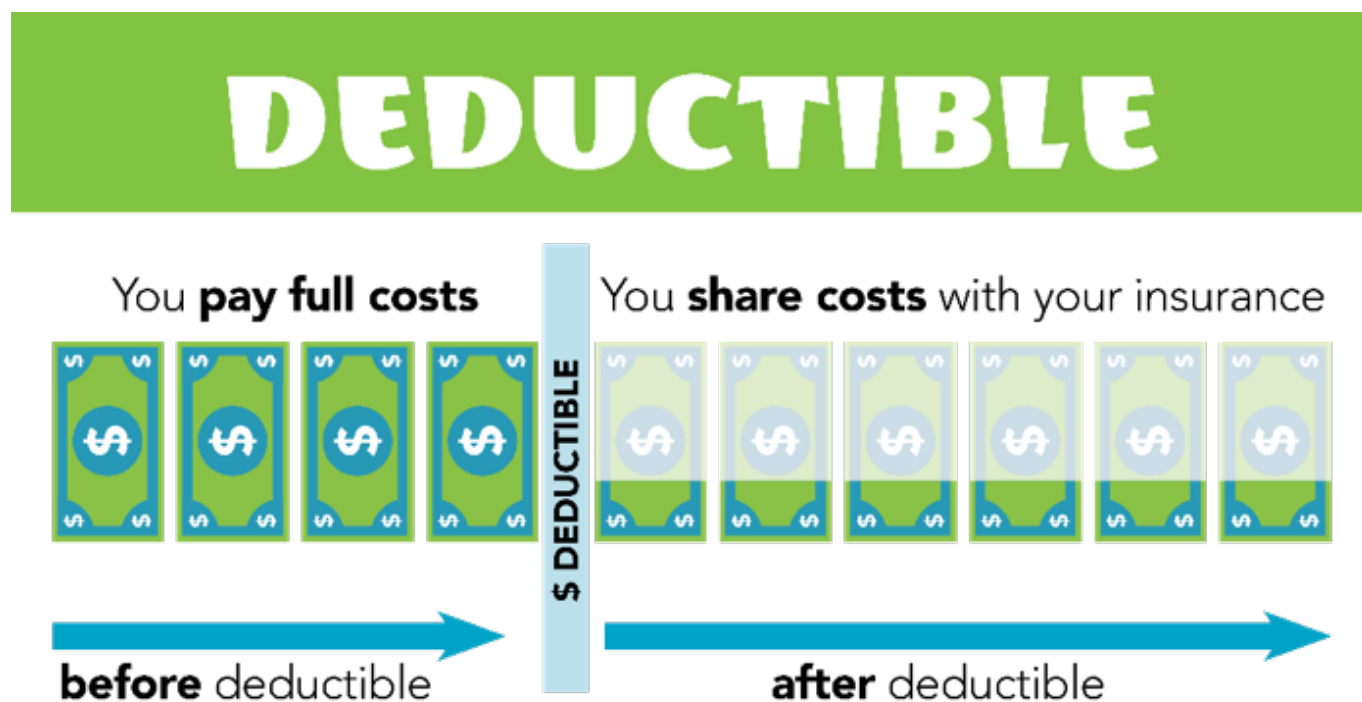 DEDUCTIBLE
You pay full costs
You share costs with your insurance
$ DEDUCTIBLE
before deductible
after deductible